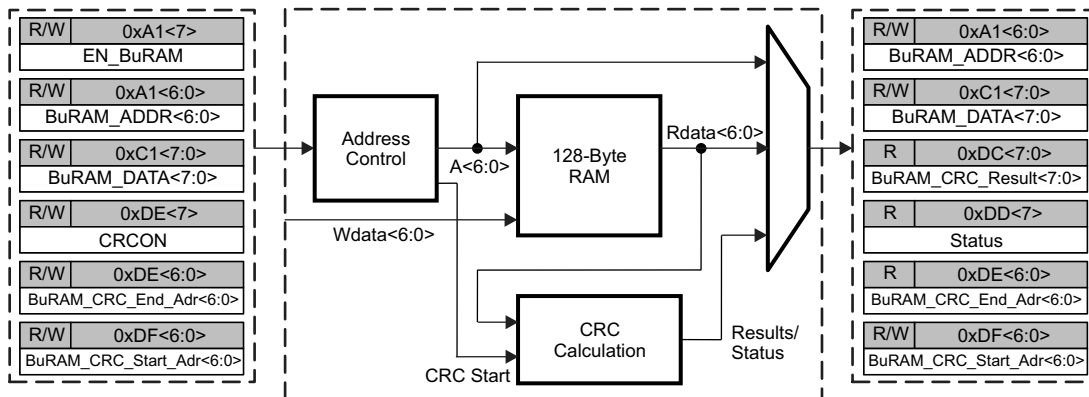 R/W 0xA1<7>
EN_BuRAM
R/W 0xA1<6:0>
BuRAM_ADDR<6:0>
R/W 0xC1<7:0>
BuRAM_DATA<7:0>
R/W 0xDE<7>
CRCON
R/W 0xDE<6:0>
BuRAM_CRC_End_Adr<6:0>
R/W 0xDF<6:0>
BuRAM_CRC_Start_Adr<6:0>
Address
Control
A<6:0>
Wdata<6:0>
128-Byte
RAM
Rdata<6:0>
CRC Start
CRC
Calculation
Results/
Status
R/W 0xA1<6:0>
BuRAM_ADDR<6:0>
R/W 0xC1<7:0>
BuRAM_DATA<7:0>
R 0xDC<7:0>
BuRAM_CRC_Result<7:0>
R 0xDD<7>
Status
R 0xDE<6:0>
BuRAM_CRC_End_Adr<6:0>
R/W 0xDF<6:0>
BuRAM_CRC_Start_Adr<6:0>